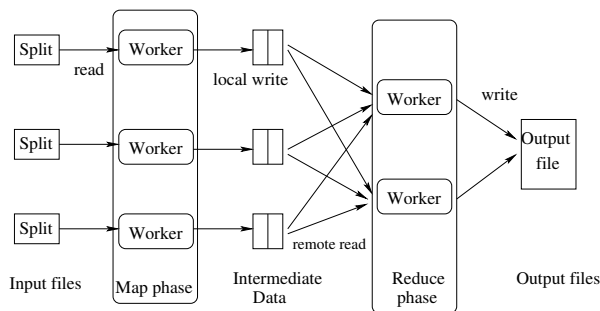 Split
read
Worker
local write
Worker
write
Split
Worker
Output
file
Split
Worker
Worker
remote read
Input files
Map phase
Intermediate
Data
Reduce
phase
Output files